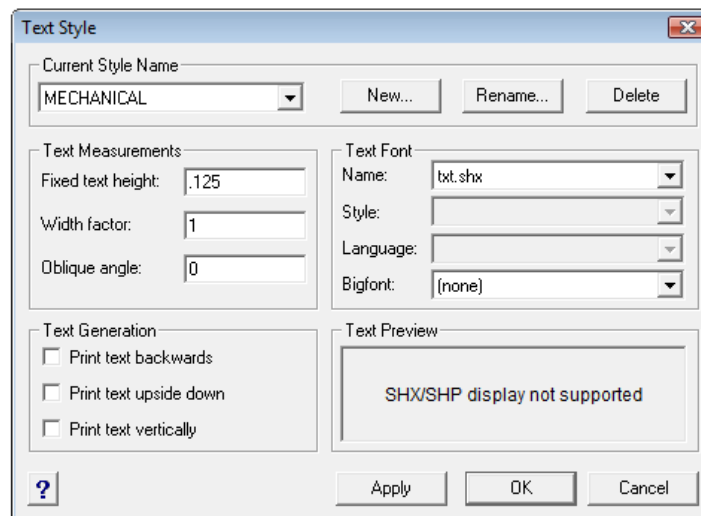 Text Style
Current Style Name
MECHANICAL
New...
Rename...
Delete
Text Measurements
Fixed text height: .125
Width factor: 1
Oblique angle: 0
Text Font
Name: txt.shx
Style:
Language:
Bigfont: (none)
Text Generation
Print text backwards
Print text upside down
Print text vertically
Text Preview
SHX/SHP display not supported
?
Apply
OK
Cancel